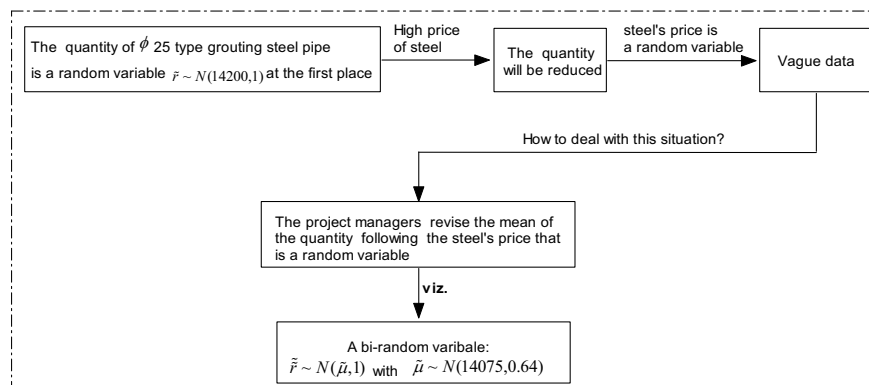 The quantity of ϕ 25 type grouting steel pipe
is a random variable r̃ ~ N(14200,1) at the first place
High price
of steel
The quantity
will be reduced
steel's price is
a random variable
Vague data
How to deal with this situation?
The project managers revise the mean of
the quantity following the steel's price that
is a random variable
viz.
A bi-random varibale:
r̃̃ ~ N(μ̃,1) with μ̃ ~ N(14075,0.64)